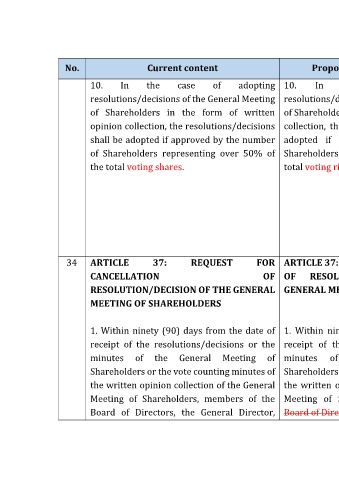 No. Current content Propo
10. In the case of adopting
resolutions/decisions of the General Meeting
of Shareholders in the form of written
opinion collection, the resolutions/decisions
shall be adopted if approved by the number
of Shareholders representing over 50% of
the total voting shares.
10. In
resolutions/d
of Shareholde
collection, th
adopted if
Shareholders
total voting ri
34
ARTICLE 37: REQUEST FOR
CANCELLATION OF
RESOLUTION/DECISION OF THE GENERAL
MEETING OF SHAREHOLDERS
1. Within ninety (90) days from the date of
receipt of the resolutions/decisions or the
minutes of the General Meeting of
Shareholders or the vote counting minutes of
the written opinion collection of the General
Meeting of Shareholders, members of the
Board of Directors, the General Director,
ARTICLE 37:
OF RESOL
GENERAL ME
1. Within nin
receipt of th
minutes of
Shareholders
the written o
Meeting of S
Board of Dire